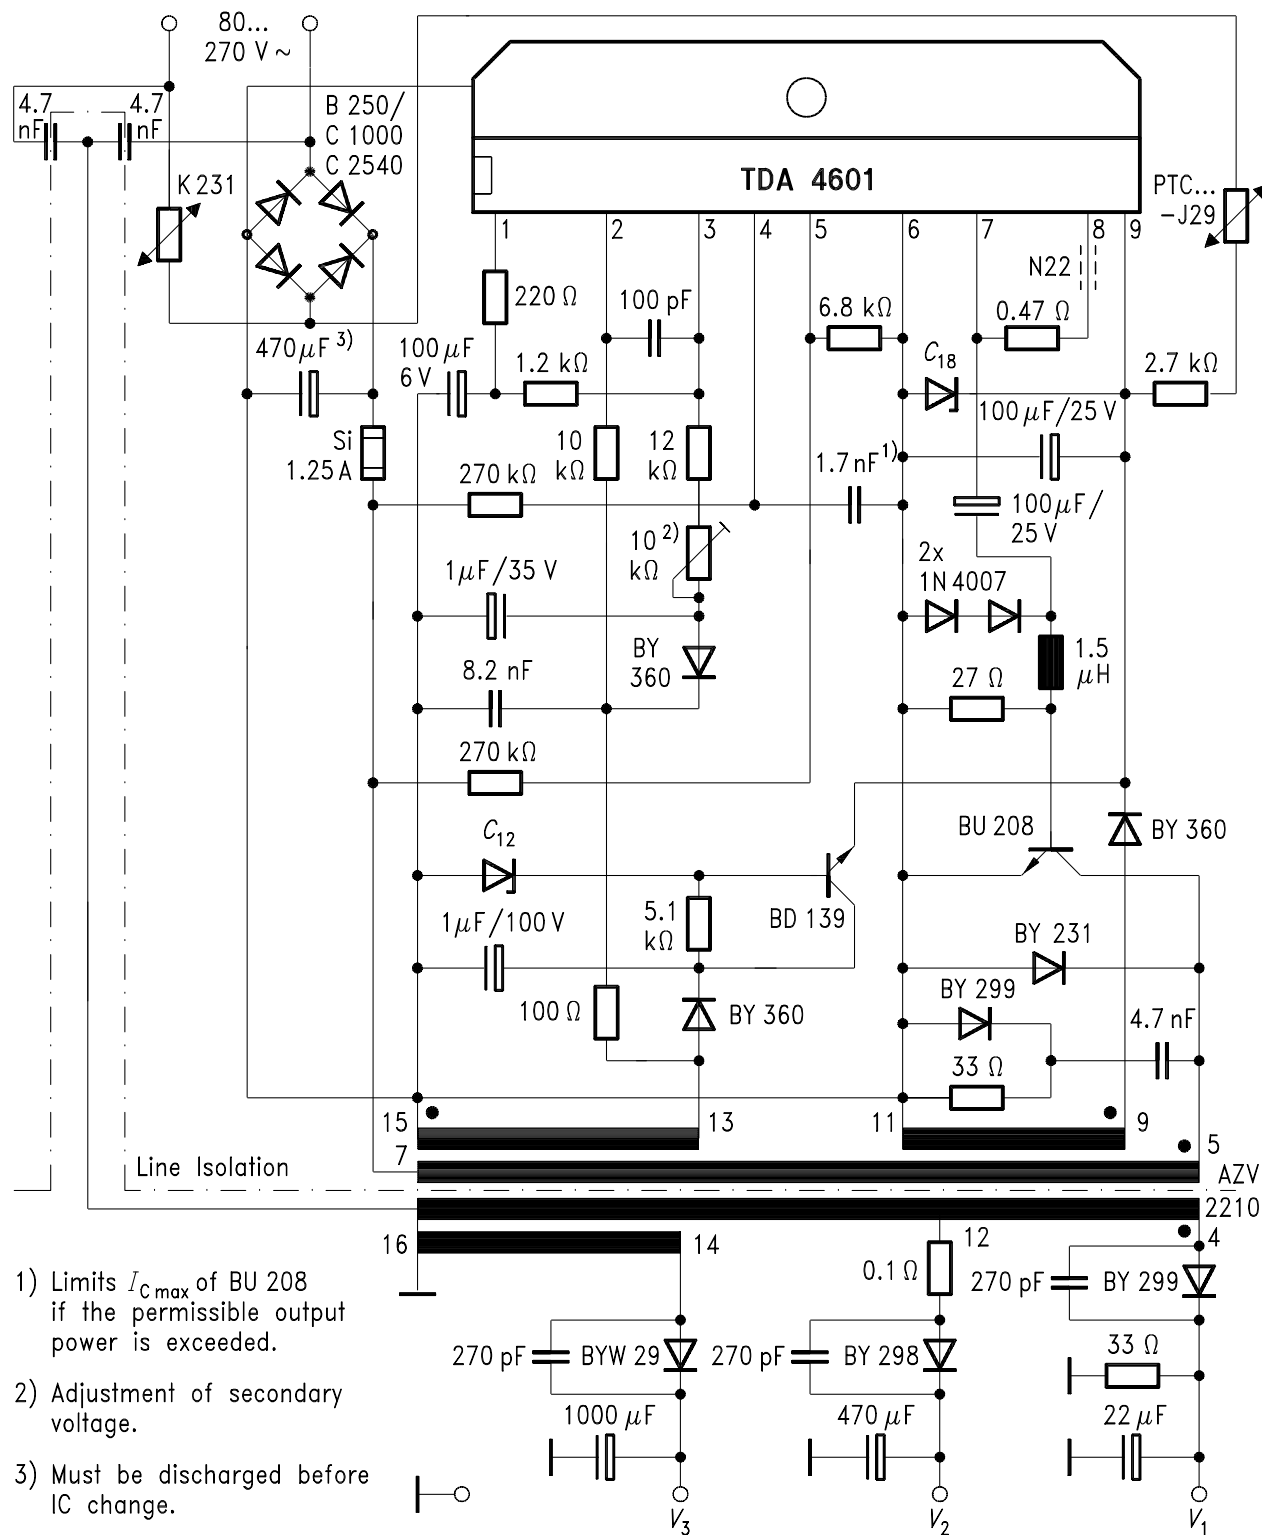 80...
270 V ~
4.7
nF
4.7
nF
B 250/
C 1000
C 2540
K 231
TDA 4601
PTC...
-J29
1
2
3
4
5
6
7
8
9
N22
220 Ω
100 pF
6.8 kΩ
0.47 Ω
470 µF 3)
100 µF
6 V
1.2 kΩ
C18
2.7 kΩ
100 µF/25 V
Si
1.25 A
10
kΩ
12
kΩ
270 kΩ
1.7 nF 1)
100 µF/
25 V
10 2)
kΩ
2x
1N 4007
1 µF/35 V
BY
360
1.5
µH
8.2 nF
27 Ω
270 kΩ
C12
BU 208
BY 360
5.1
kΩ
BD 139
1 µF/100 V
BY 231
100 Ω
BY 360
BY 299
4.7 nF
33 Ω
15
13
11
9
7
5
Line Isolation
AZV
2210
16
14
12
4
0.1 Ω
270 pF
BY 299
270 pF
BYW 29
270 pF
BY 298
33 Ω
1000 µF
470 µF
22 µF
V3
V2
V1
1) Limits IC max of BU 208
if the permissible output
power is exceeded.
2) Adjustment of secondary
voltage.
3) Must be discharged before
IC change.